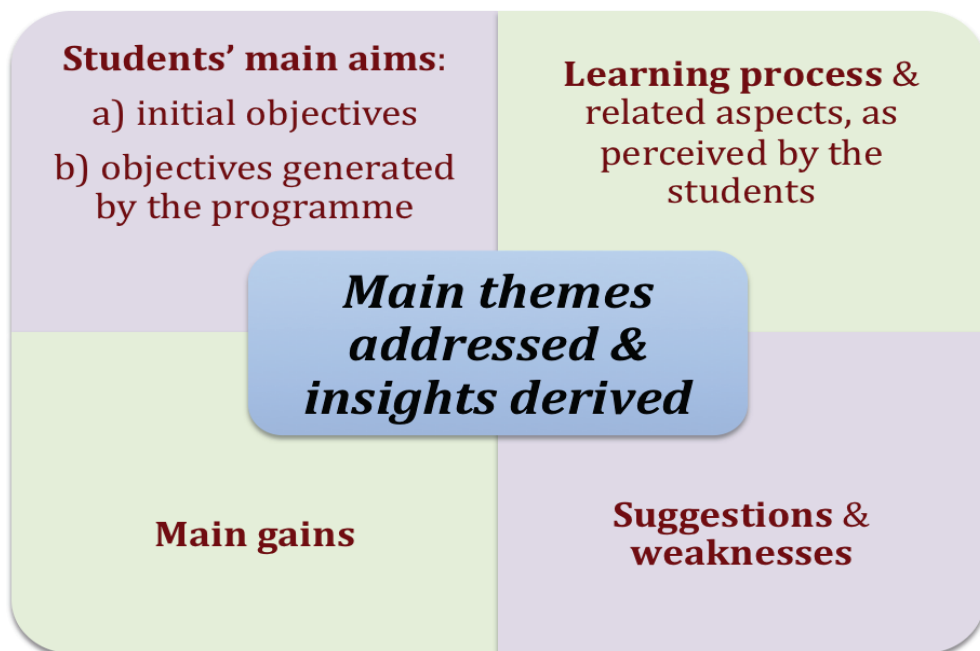 Students’ main aims:
a) initial objectives
b) objectives generated
by the programme
Learning process &
related aspects, as
perceived by the
students
Main themes
addressed &
insights derived
Main gains
Suggestions &
weaknesses